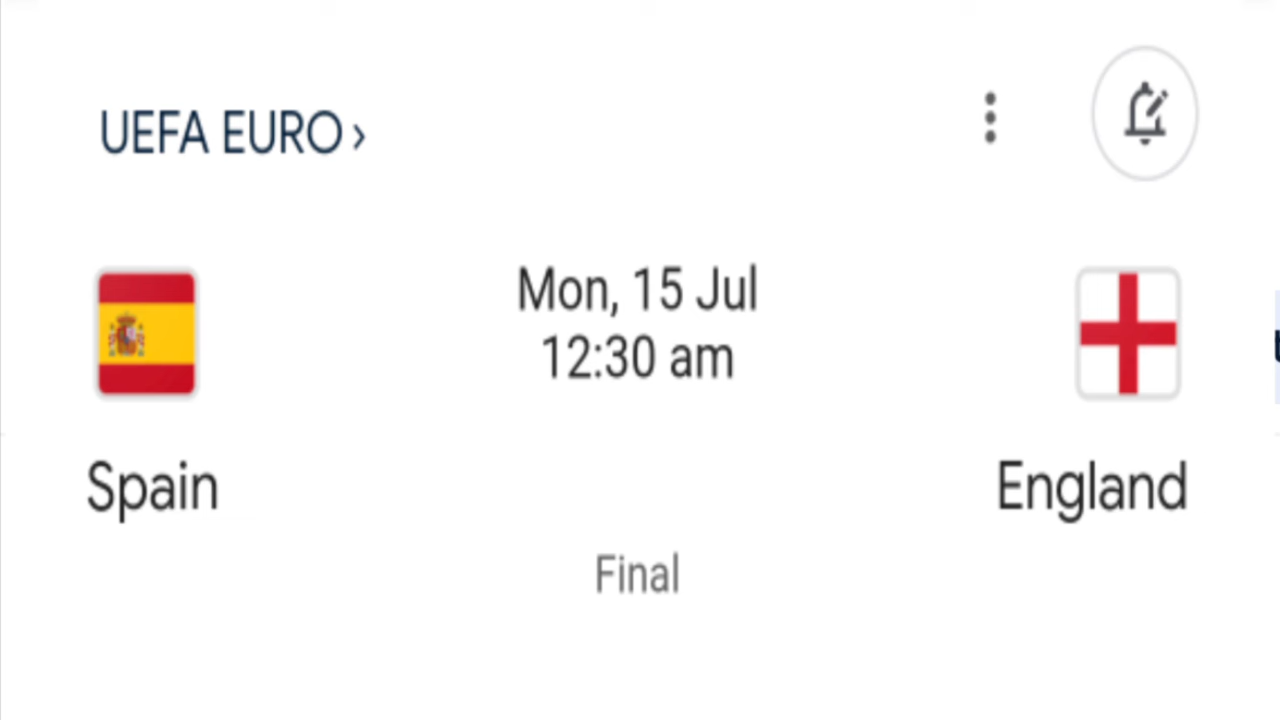 UEFA EURO ›
Mon, 15 Jul
12:30 am
Spain
England
Final